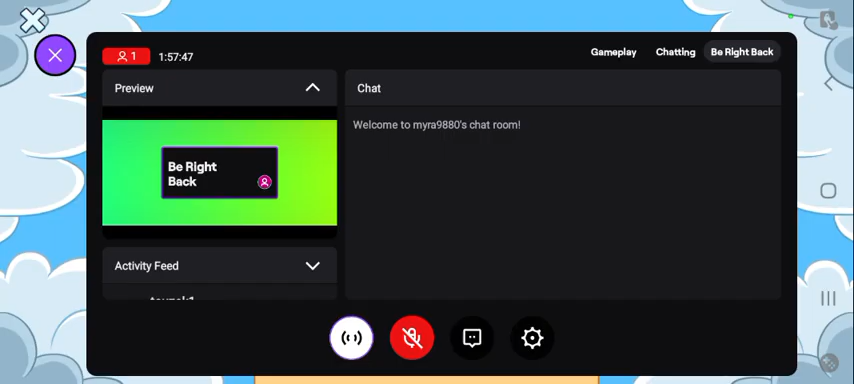 1 1:57:47
Gameplay Chatting Be Right Back
Preview
Chat
Welcome to myra9880's chat room!
Be Right
Back
Activity Feed